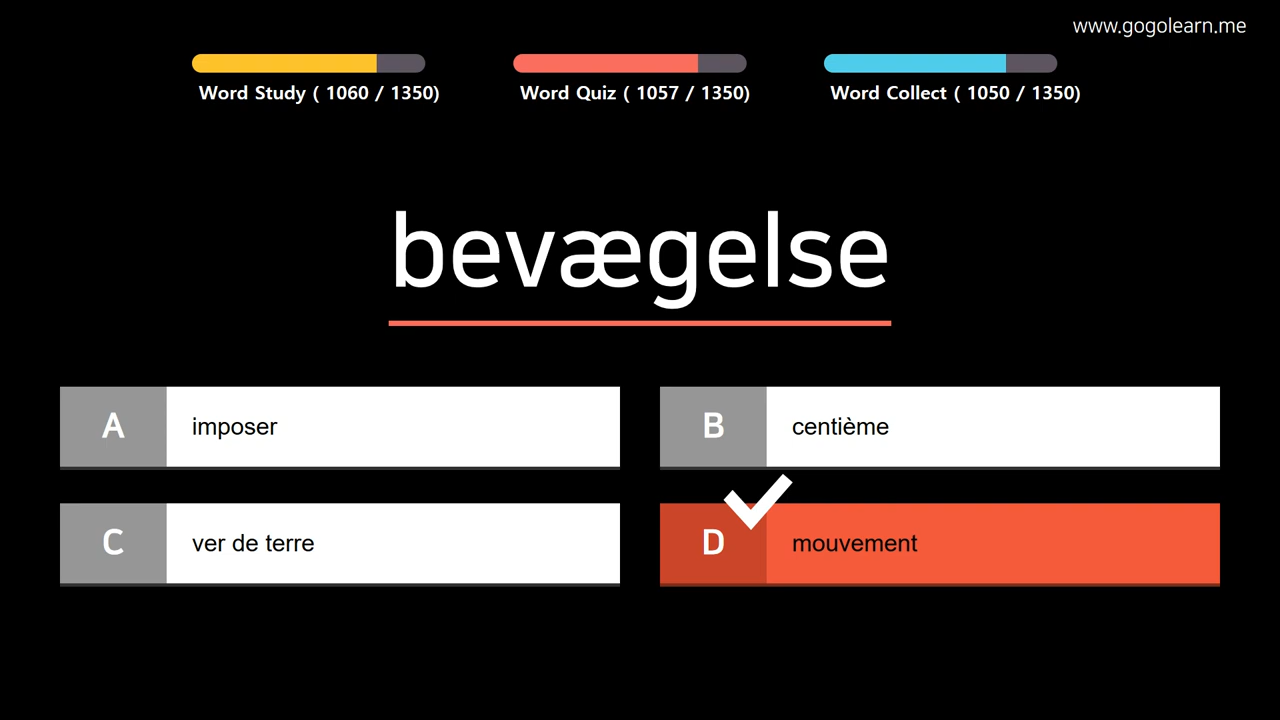 www.gogolearn.me
Word Study ( 1060 / 1350)
Word Quiz ( 1057 / 1350)
Word Collect ( 1050 / 1350)
bevægelse
A imposer
B centième
C ver de terre
D mouvement